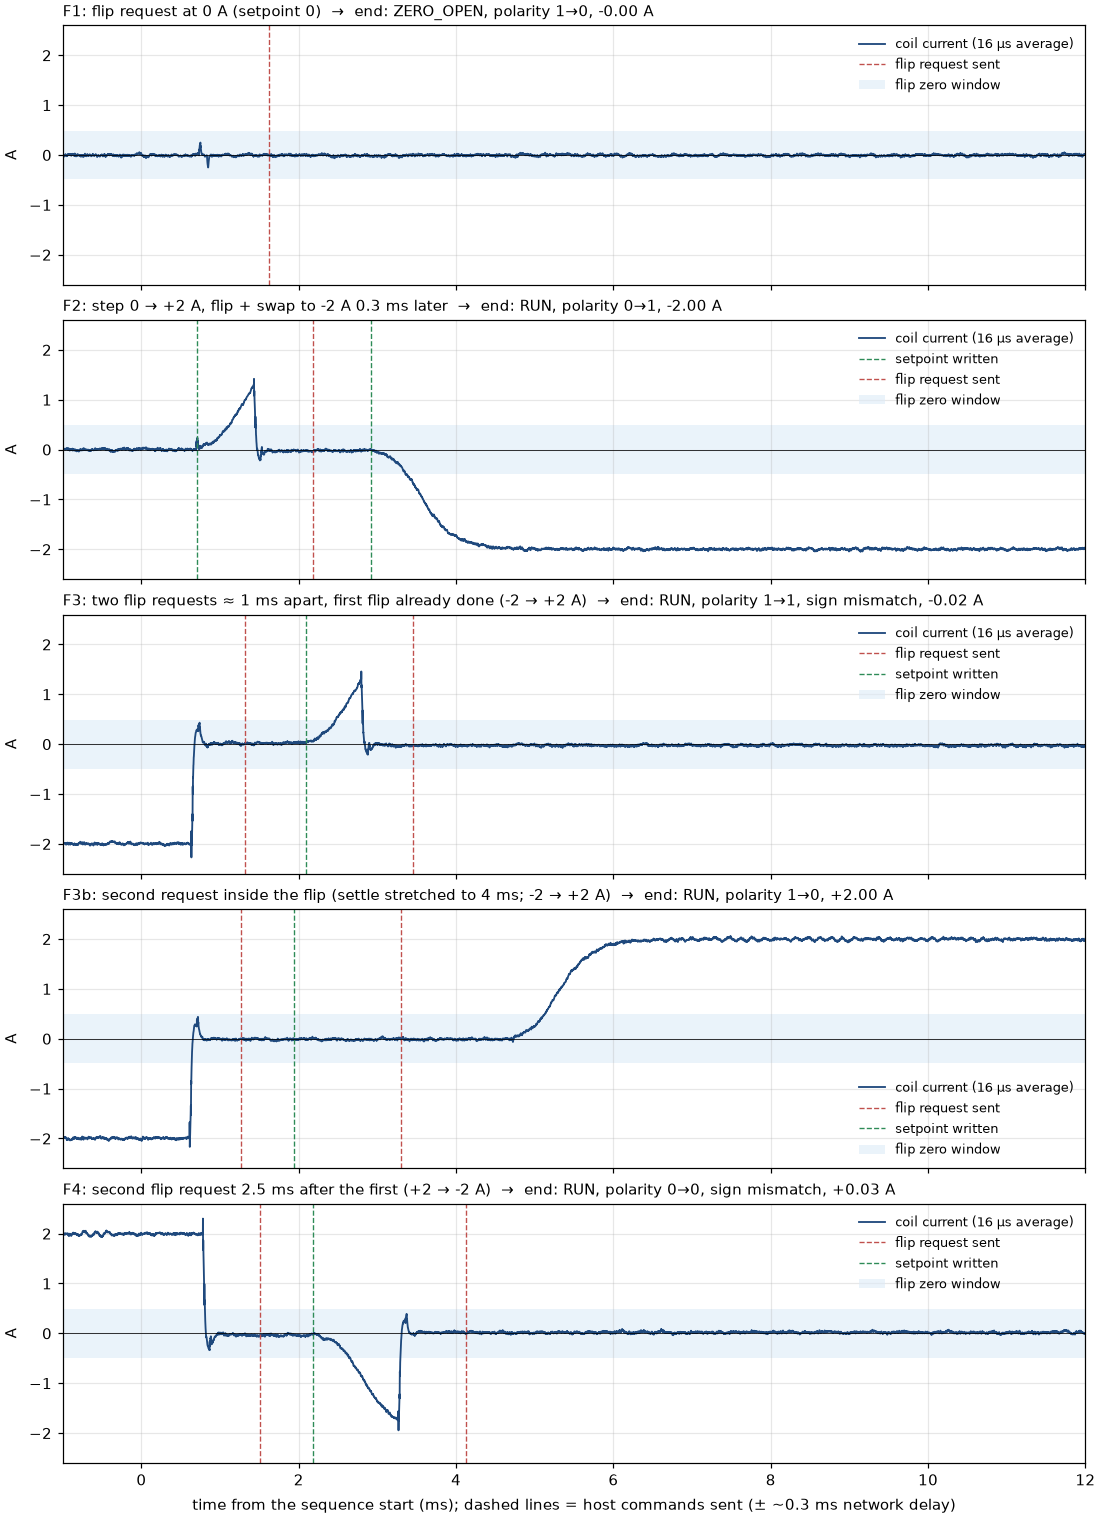 F1: flip request at 0 A (setpoint 0)  →  end: ZERO_OPEN, polarity 1→0, -0.00 A
coil current (16 µs average)
flip request sent
flip zero window
2
1
0
−1
−2
A
F2: step 0 → +2 A, flip + swap to -2 A 0.3 ms later  →  end: RUN, polarity 0→1, -2.00 A
coil current (16 µs average)
setpoint written
flip request sent
flip zero window
2
1
0
−1
−2
A
F3: two flip requests ≈ 1 ms apart, first flip already done (-2 → +2 A)  →  end: RUN, polarity 1→1, sign mismatch, -0.02 A
coil current (16 µs average)
flip request sent
setpoint written
flip zero window
2
1
0
−1
−2
A
F3b: second request inside the flip (settle stretched to 4 ms; -2 → +2 A)  →  end: RUN, polarity 1→0, +2.00 A
2
1
0
−1
−2
A
coil current (16 µs average)
flip request sent
setpoint written
flip zero window
F4: second flip request 2.5 ms after the first (+2 → -2 A)  →  end: RUN, polarity 0→0, sign mismatch, +0.03 A
coil current (16 µs average)
flip request sent
setpoint written
flip zero window
2
1
0
−1
−2
A
0 2 4 6 8 10 12
time from the sequence start (ms); dashed lines = host commands sent (± ~0.3 ms network delay)